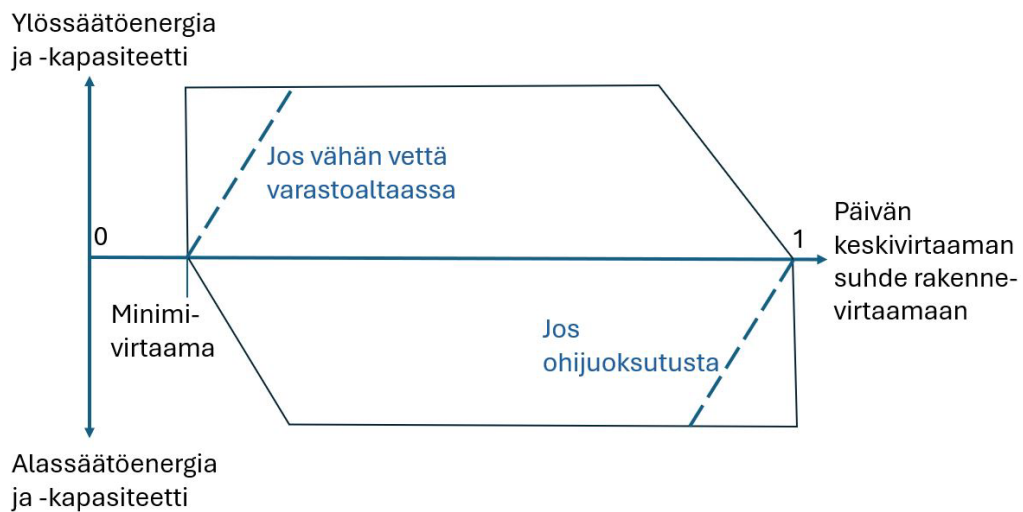 Ylössäätöenergia
ja -kapasiteetti
Jos vähän vettä
varastoaltaassa
0
1
Päivän
keskivirtaaman
suhde rakenne-
virtaamaan
Minimi-
virtaama
Jos
ohijuoksutusta
Alassäätöenergia
ja -kapasiteetti